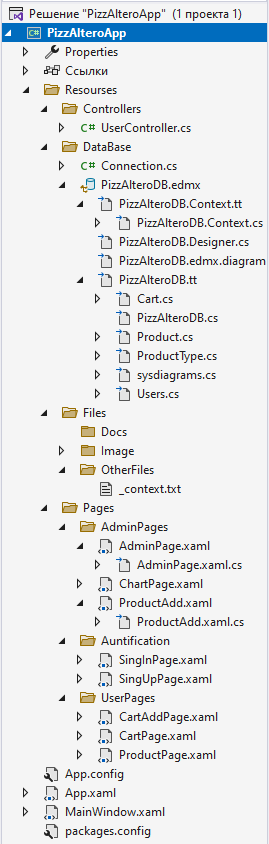 Решение "PizzAlteroApp" (1 проекта 1)
C# PizzAlteroApp
Properties
Ссылки
Resourses
Controllers
C# UserController.cs
DataBase
C# Connection.cs
PizzAlteroDB.edmx
PizzAlteroDB.Context.tt
PizzAlteroDB.Context.cs
PizzAlteroDB.Designer.cs
PizzAlteroDB.edmx.diagram
PizzAlteroDB.tt
Cart.cs
PizzAlteroDB.cs
Product.cs
ProductType.cs
sysdiagrams.cs
Users.cs
Files
Docs
Image
OtherFiles
_context.txt
Pages
AdminPages
AdminPage.xaml
AdminPage.xaml.cs
ChartPage.xaml
ProductAdd.xaml
ProductAdd.xaml.cs
Auntification
SingInPage.xaml
SingUpPage.xaml
UserPages
CartAddPage.xaml
CartPage.xaml
ProductPage.xaml
App.config
App.xaml
MainWindow.xaml
packages.config